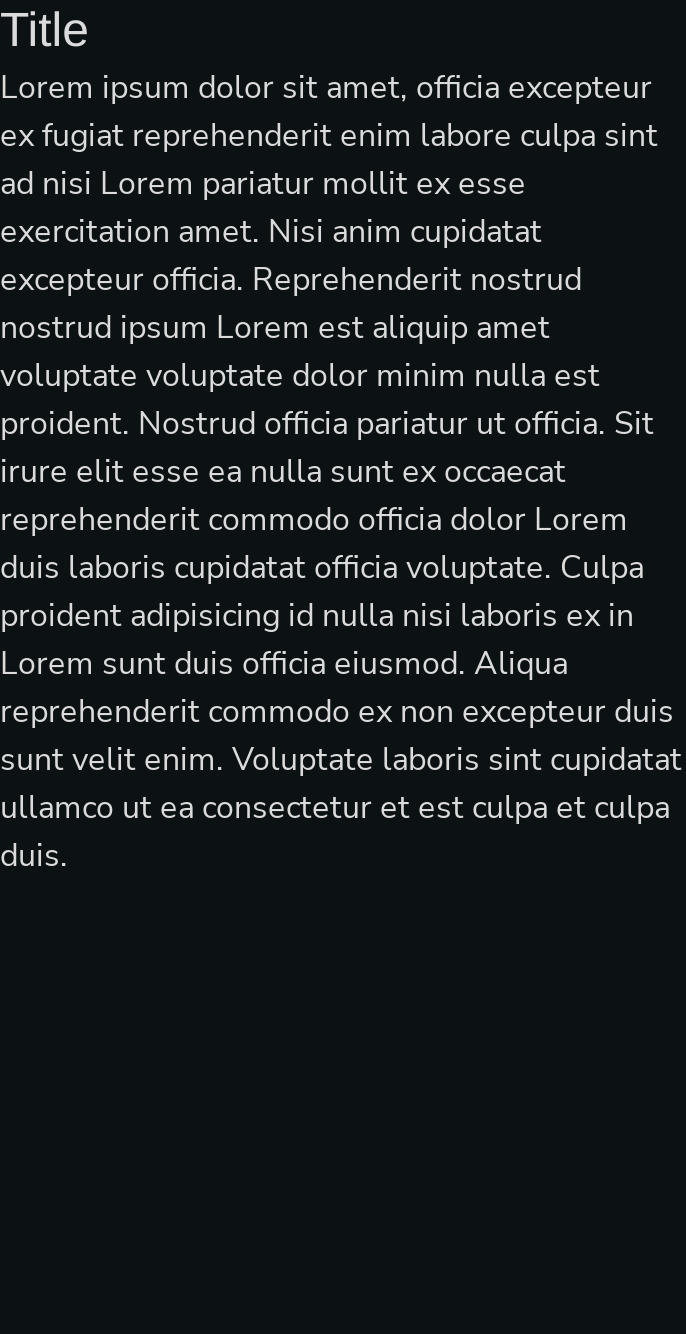 Title
Lorem ipsum dolor sit amet, officia excepteur
ex fugiat reprehenderit enim labore culpa sint
ad nisi Lorem pariatur mollit ex esse
exercitation amet. Nisi anim cupidatat
excepteur officia. Reprehenderit nostrud
nostrud ipsum Lorem est aliquip amet
voluptate voluptate dolor minim nulla est
proident. Nostrud officia pariatur ut officia. Sit
irure elit esse ea nulla sunt ex occaecat
reprehenderit commodo officia dolor Lorem
duis laboris cupidatat officia voluptate. Culpa
proident adipisicing id nulla nisi laboris ex in
Lorem sunt duis officia eiusmod. Aliqua
reprehenderit commodo ex non excepteur duis
sunt velit enim. Voluptate laboris sint cupidatat
ullamco ut ea consectetur et est culpa et culpa
duis.